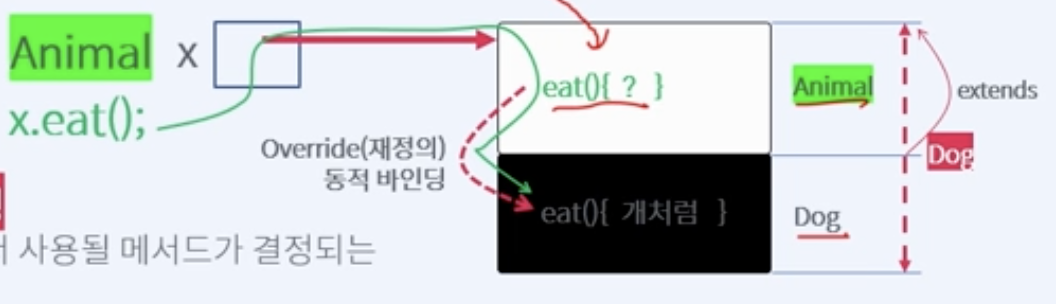 Animal x
x.eat();
eat(){ ? }
Animal
extends
Dog
Override(재정의)
동적 바인딩
eat(){ 개처럼 }
Dog
사용될 메서드가 결정되는